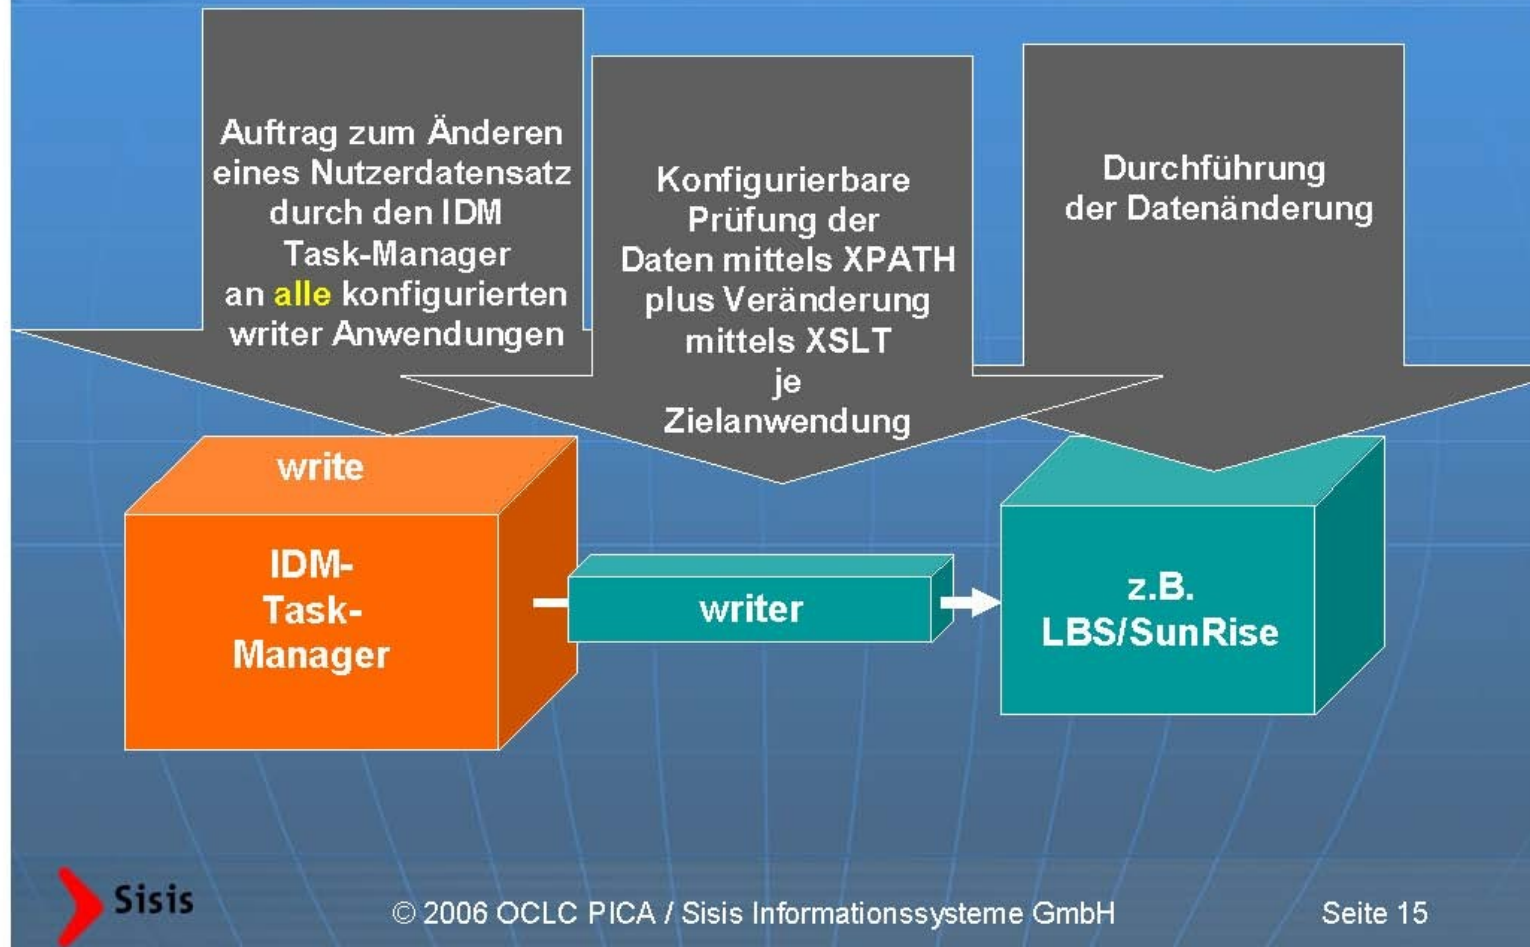 Auftrag zum Änderen
eines Nutzerdatensatz
durch den IDM
Task-Manager
an alle konfigurierten
writer Anwendungen
Konfigurierbare
Prüfung der
Daten mittels XPATH
plus Veränderung
mittels XSLT
je
Zielanwendung
Durchführung
der Datenänderung
write
IDM-
Task-
Manager
writer
z.B.
LBS/SunRise
Sisis
© 2006 OCLC PICA / Sisis Informationssysteme GmbH
Seite 15